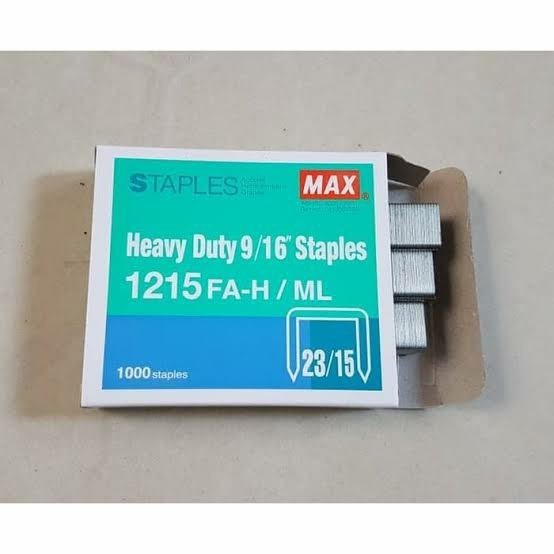 STAPLES
MAX
®
Heavy Duty 9/16" Staples
1215 FA-H / ML
23/15
1000 staples